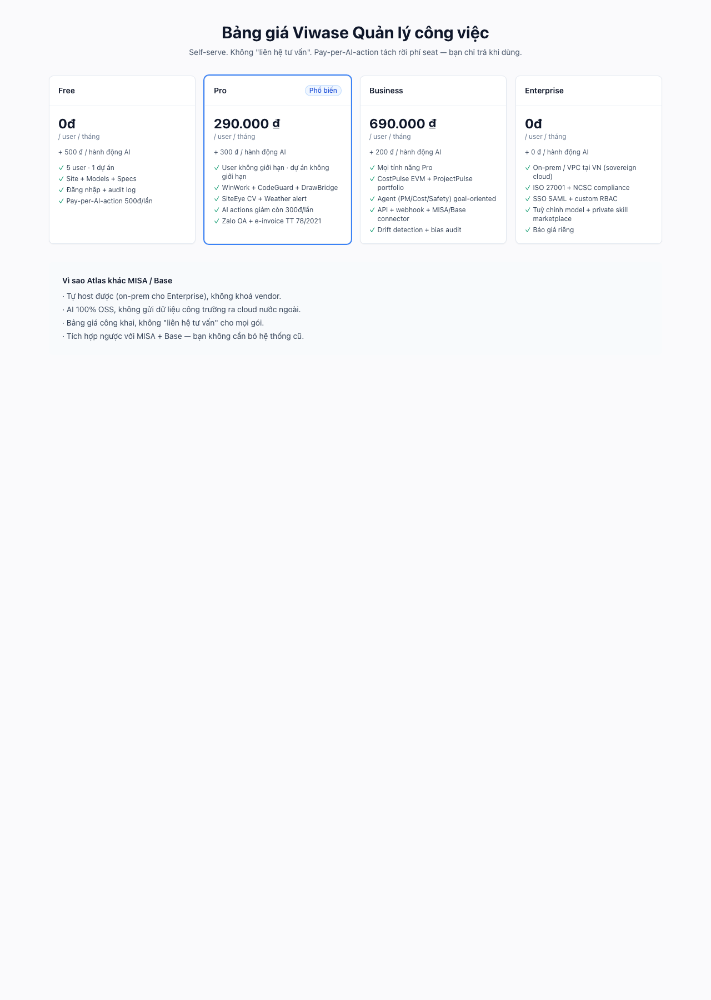 Bảng giá Viwase Quản lý công việc
Self-serve. Không "liên hệ tư vấn". Pay-per-AI-action tách rời phí seat — bạn chỉ trả khi dùng.
Free
0đ
/ user / tháng
+ 500 ₫ / hành động AI
✓ 5 user · 1 dự án
✓ Site + Models + Specs
✓ Đăng nhập + audit log
✓ Pay-per-AI-action 500đ/lần
Pro
Phổ biến
290.000 ₫
/ user / tháng
+ 300 ₫ / hành động AI
✓ User không giới hạn · dự án không
giới hạn
✓ WinWork + CodeGuard + DrawBridge
✓ SiteEye CV + Weather alert
✓ AI actions giảm còn 300đ/lần
✓ Zalo OA + e-invoice TT 78/2021
Business
690.000 ₫
/ user / tháng
+ 200 ₫ / hành động AI
✓ Mọi tính năng Pro
✓ CostPulse EVM + ProjectPulse
portfolio
✓ Agent (PM/Cost/Safety) goal-oriented
✓ API + webhook + MISA/Base
connector
✓ Drift detection + bias audit
Enterprise
0đ
/ user / tháng
+ 0 ₫ / hành động AI
✓ On-prem / VPC tại VN (sovereign
cloud)
✓ ISO 27001 + NCSC compliance
✓ SSO SAML + custom RBAC
✓ Tuỳ chỉnh model + private skill
marketplace
✓ Báo giá riêng
Vì sao Atlas khác MISA / Base
· Tự host được (on-prem cho Enterprise), không khoá vendor.
· AI 100% OSS, không gửi dữ liệu công trường ra cloud nước ngoài.
· Bảng giá công khai, không "liên hệ tư vấn" cho mọi gói.
· Tích hợp ngược với MISA + Base — bạn không cần bỏ hệ thống cũ.